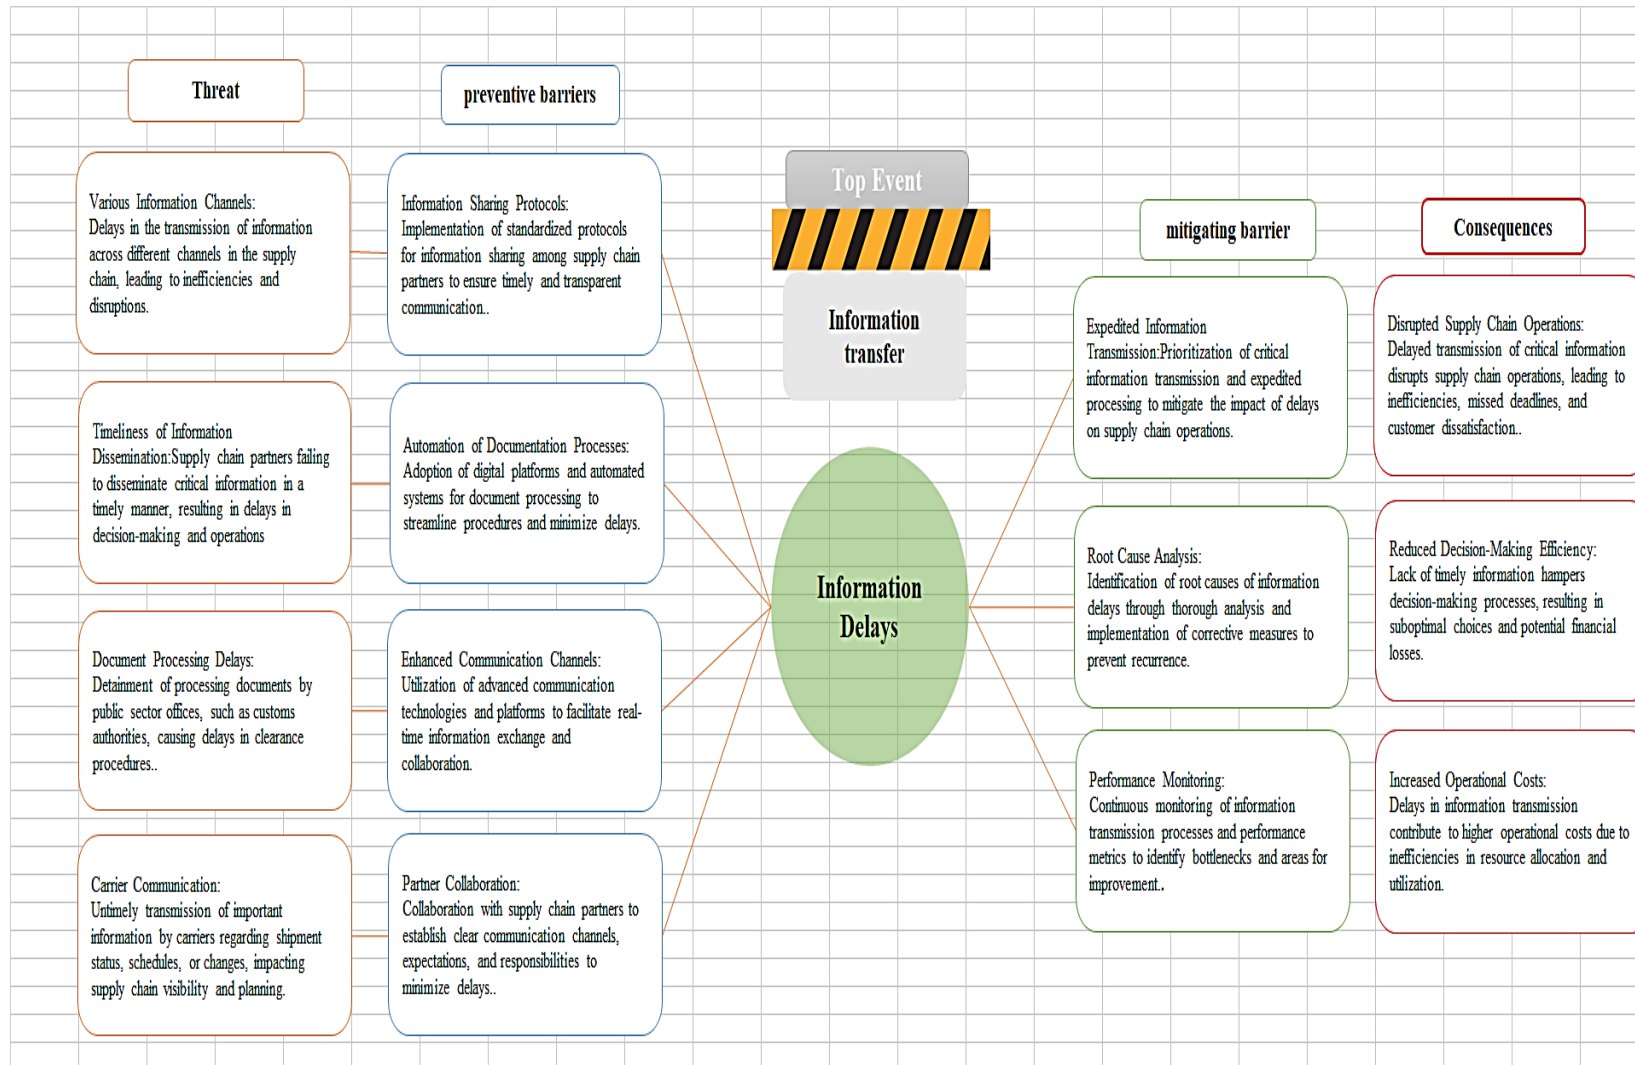 Threat
preventive barriers
Various Information Channels:
Delays in the transmission of information
across different channels in the supply
chain, leading to inefficiencies and
disruptions.
Information Sharing Protocols:
Implementation of standardized protocols
for information sharing among supply chain
partners to ensure timely and transparent
communication..
Timeliness of Information
Dissemination:Supply chain partners failing
to disseminate critical information in a
timely manner, resulting in delays in
decision-making and operations
Automation of Documentation Processes:
Adoption of digital platforms and automated
systems for document processing to
streamline procedures and minimize delays.
Document Processing Delays:
Detainment of processing documents by
public sector offices, such as customs
authorities, causing delays in clearance
procedures..
Enhanced Communication Channels:
Utilization of advanced communication
technologies and platforms to facilitate real-
time information exchange and
collaboration.
Carrier Communication:
Untimely transmission of important
information by carriers regarding shipment
status, schedules, or changes, impacting
supply chain visibility and planning.
Partner Collaboration:
Collaboration with supply chain partners to
establish clear communication channels,
expectations, and responsibilities to
minimize delays..
Top Event
Information
transfer
Information
Delays
mitigating barrier
Consequences
Expedited Information
Transmission:Prioritization of critical
information transmission and expedited
processing to mitigate the impact of delays
on supply chain operations.
Disrupted Supply Chain Operations:
Delayed transmission of critical information
disrupts supply chain operations, leading to
inefficiencies, missed deadlines, and
customer dissatisfaction..
Root Cause Analysis:
Identification of root causes of information
delays through thorough analysis and
implementation of corrective measures to
prevent recurrence.
Reduced Decision-Making Efficiency:
Lack of timely information hampers
decision-making processes, resulting in
suboptimal choices and potential financial
losses.
Performance Monitoring:
Continuous monitoring of information
transmission processes and performance
metrics to identify bottlenecks and areas for
improvement..
Increased Operational Costs:
Delays in information transmission
contribute to higher operational costs due to
inefficiencies in resource allocation and
utilization.